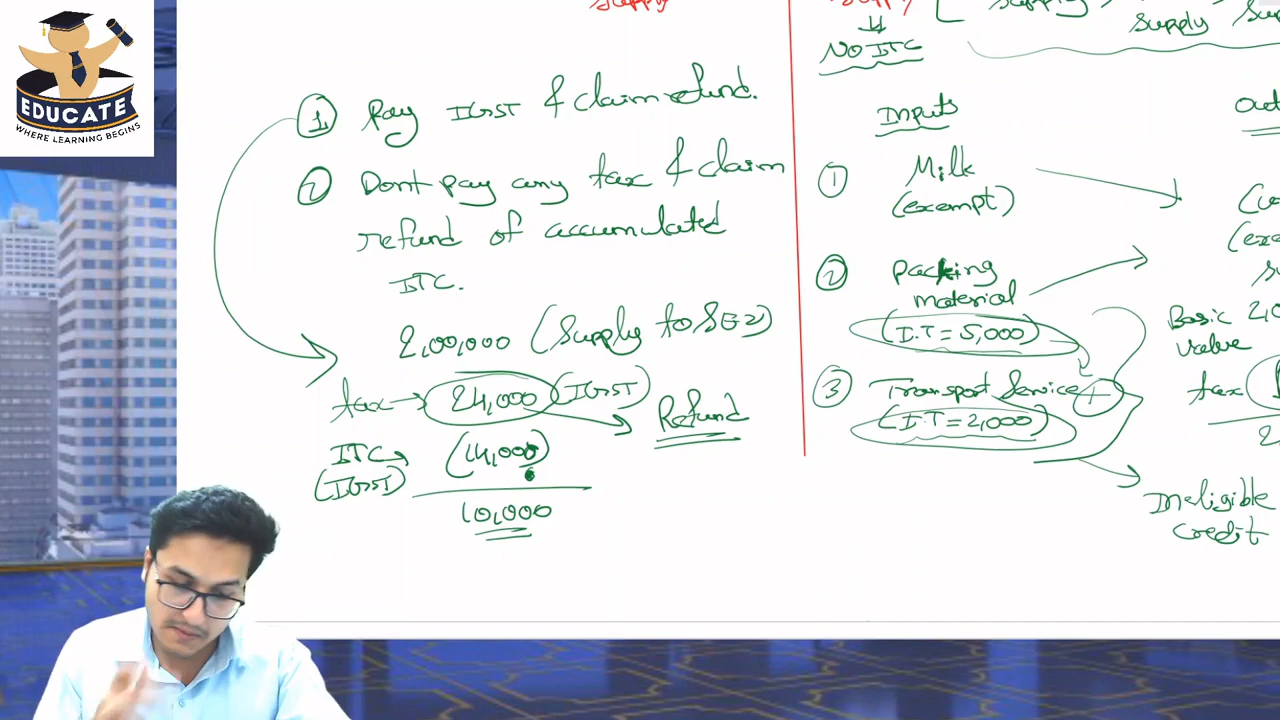 EDUCATE
WHERE LEARNING BEGINS
supply
① Pay IGST & claim refund.
② Dont pay any tax & claim
refund of accumulated
ITC.
2,00,000 (Supply to SEZ)
tax → 24,000 (IGST)
Refund
ITC → (14,000)
(IGST)
10,000
supply
supply
supply
NO ITC
Inputs
① Milk
(exempt)
② Packing
material
(I.T = 5,000)
③ Transport Service
(I.T = 2,000)
Basic
value
tax
Ineligible
credit